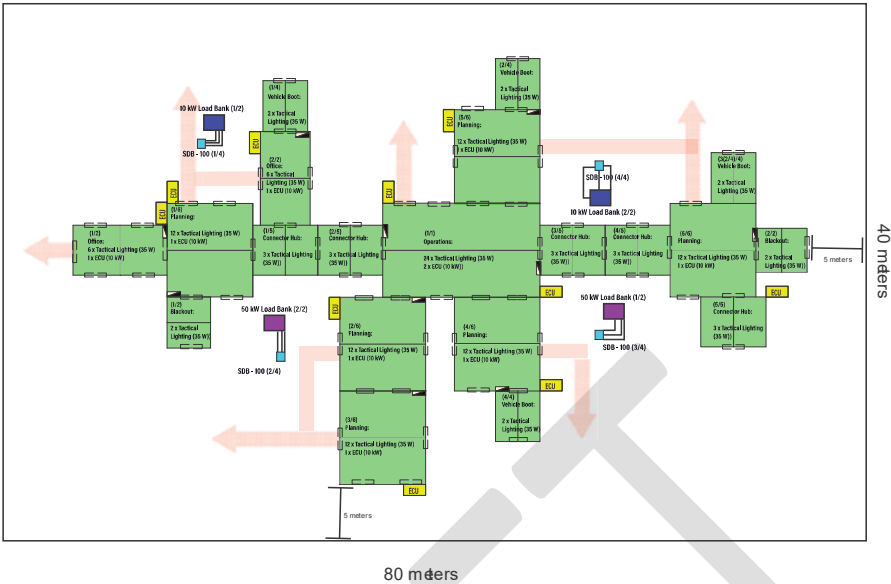 (2/4)
Vehicle Boot:
2 x Tactical
Lighting (35 W)
(1/4)
Vehicle Boot:
2 x Tactical
Lighting (35 W)
10 kW Load Bank (1/2)
SDB - 100 (1/4)
ECU
(2/2)
Office:
6 x Tactical
Lighting (35 W)
1 x ECU (10 kW)
ECU
(5/6)
Planning:
12 x Tactical Lighting (35 W)
1 x ECU (10 kW)
SDB - 100 (4/4)
10 kW Load Bank (2/2)
(3(2/4)/4)
Vehicle Boot:
2 x Tactical
Lighting (35 W)
ECU
ECU
ECU
(1/2)
Office:
6 x Tactical Lighting (35 W)
1 x ECU (10 kW)
(1/6)
Planning:
12 x Tactical Lighting (35 W)
1 x ECU (10 kW)
(1/5)
Connector Hub:
3 x Tactical Lighting
(35 W))
(2/5)
Connector Hub:
3 x Tactical Lighting
(35 W))
(1/1)
Operations:
24 x Tactical Lighting (35 W)
2 x ECU (10 kW))
(3/5)
Connector Hub:
3 x Tactical Lighting
(35 W))
(4/5)
Connector Hub:
3 x Tactical Lighting
(35 W))
(6/6)
Planning:
12 x Tactical Lighting (35 W)
1 x ECU (10 kW)
(2/2)
Blackout:
2 x Tactical
Lighting (35 W)
5 meters
40 meters
ECU
ECU
(1/2)
Blackout:
2 x Tactical
Lighting (35 W)
50 kW Load Bank (2/2)
SDB - 100 (2/4)
ECU
(2/6)
Planning:
12 x Tactical Lighting (35 W)
1 x ECU (10 kW)
(4/6)
Planning:
12 x Tactical Lighting (35 W)
1 x ECU (10 kW)
50 kW Load Bank (1/2)
SDB - 100 (3/4)
(5/5)
Connector Hub:
3 x Tactical Lighting
(35 W))
ECU
(3/6)
Planning:
12 x Tactical Lighting (35 W)
1 x ECU (10 kW)
(4/4)
Vehicle Boot:
2 x Tactical
Lighting (35 W)
ECU
5 meters
80 meters